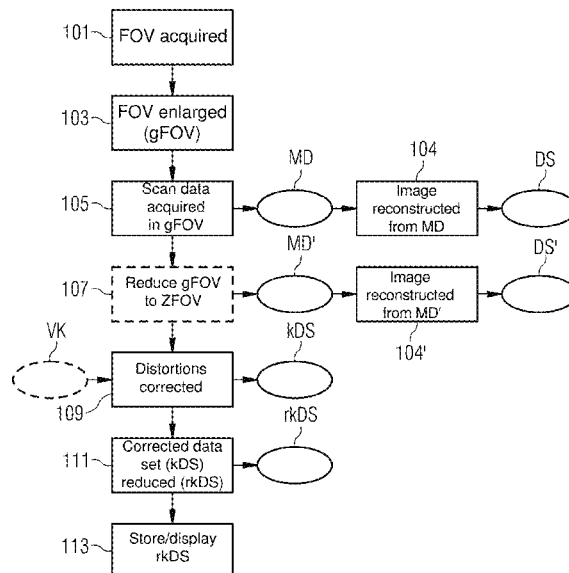 101
FOV acquired
103
FOV enlarged
(gFOV)
MD
104
DS
105
Scan data
acquired
in gFOV
Image
reconstructed
from MD
MD'
DS'
107
Reduce gFOV
to ZFOV
Image
reconstructed
from MD'
104'
VK
kDS
109
Distortions
corrected
rkDS
111
Corrected data
set (kDS)
reduced (rkDS)
113
Store/display
rkDS